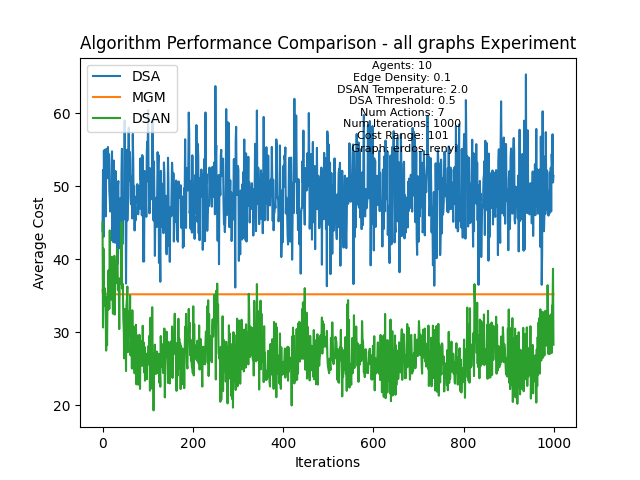 Algorithm Performance Comparison - all graphs Experiment
DSA
MGM
DSAN
Agents: 10
Edge Density: 0.1
DSAN Temperature: 2.0
DSA Threshold: 0.5
Num Actions: 7
Num Iterations: 1000
Cost Range: 101
Graph: erdos_renyi
Average Cost
60
50
40
30
20
0
200
400
600
800
1000
Iterations